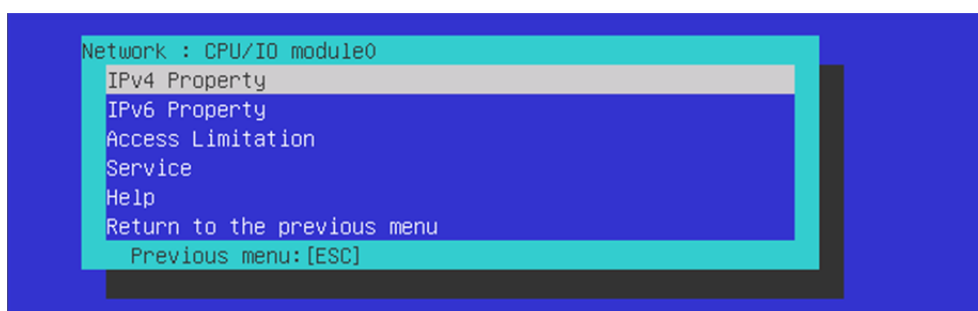 Network : CPU/IO module0
IPv4 Property
IPv6 Property
Access Limitation
Service
Help
Return to the previous menu
Previous menu:[ESC]